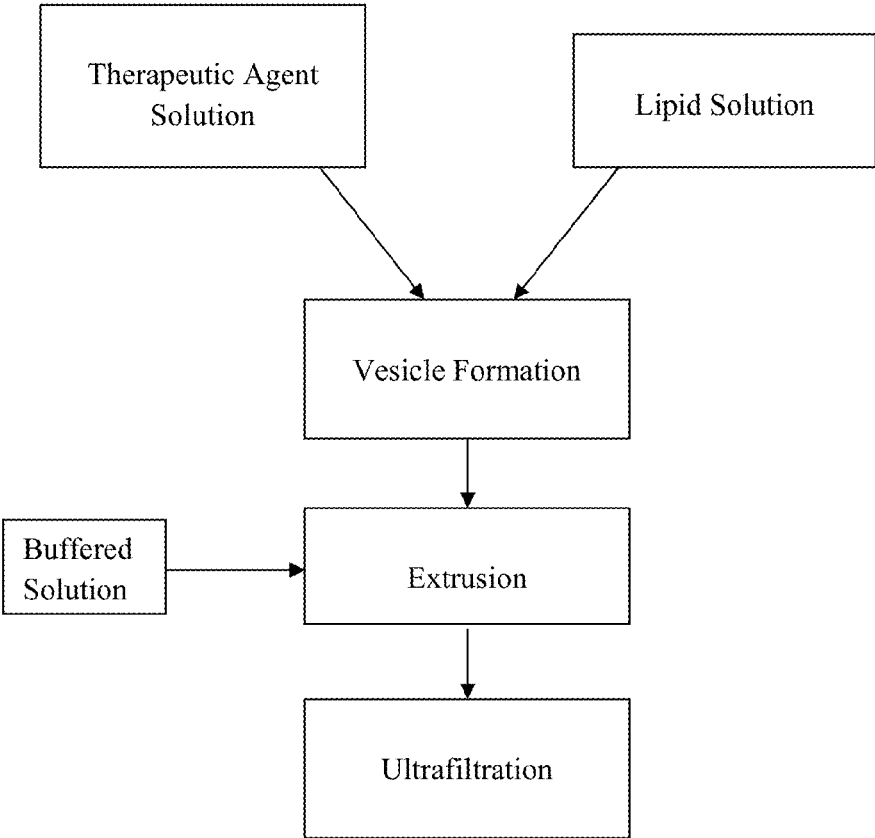 Therapeutic Agent
Solution
Lipid Solution
Vesicle Formation
Buffered
Solution
Extrusion
Ultrafiltration